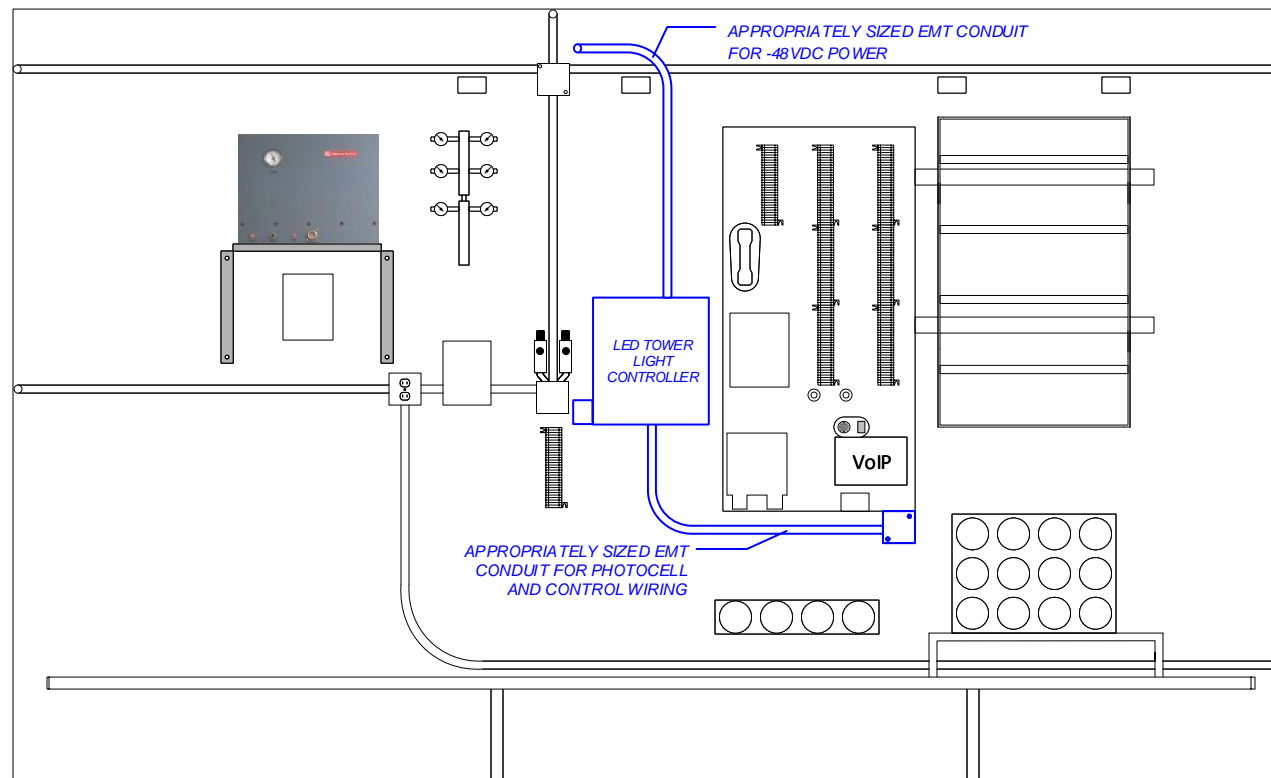 APPROPRIATELY SIZED EMT CONDUIT
FOR -48VDC POWER
LED TOWER
LIGHT
CONTROLLER
VoIP
APPROPRIATELY SIZED EMT
CONDUIT FOR PHOTOCELL
AND CONTROL WIRING